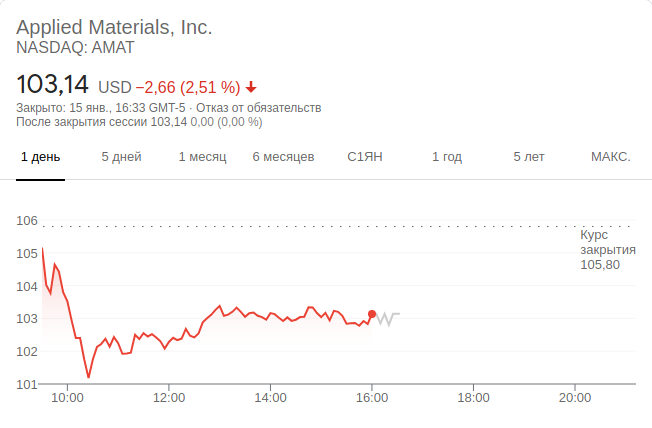 Applied Materials, Inc.
NASDAQ: AMAT
103,14 USD −2,66 (2,51 %)
Закрыто: 15 янв., 16:33 GMT-5 · Отказ от обязательств
После закрытия сессии 103,14 0,00 (0,00 %)
1 день 5 дней 1 месяц 6 месяцев С1ЯН 1 год 5 лет МАКС.
106
Курс
закрытия
105,80
105
104
103
102
101
10:00 12:00 14:00 16:00 18:00 20:00